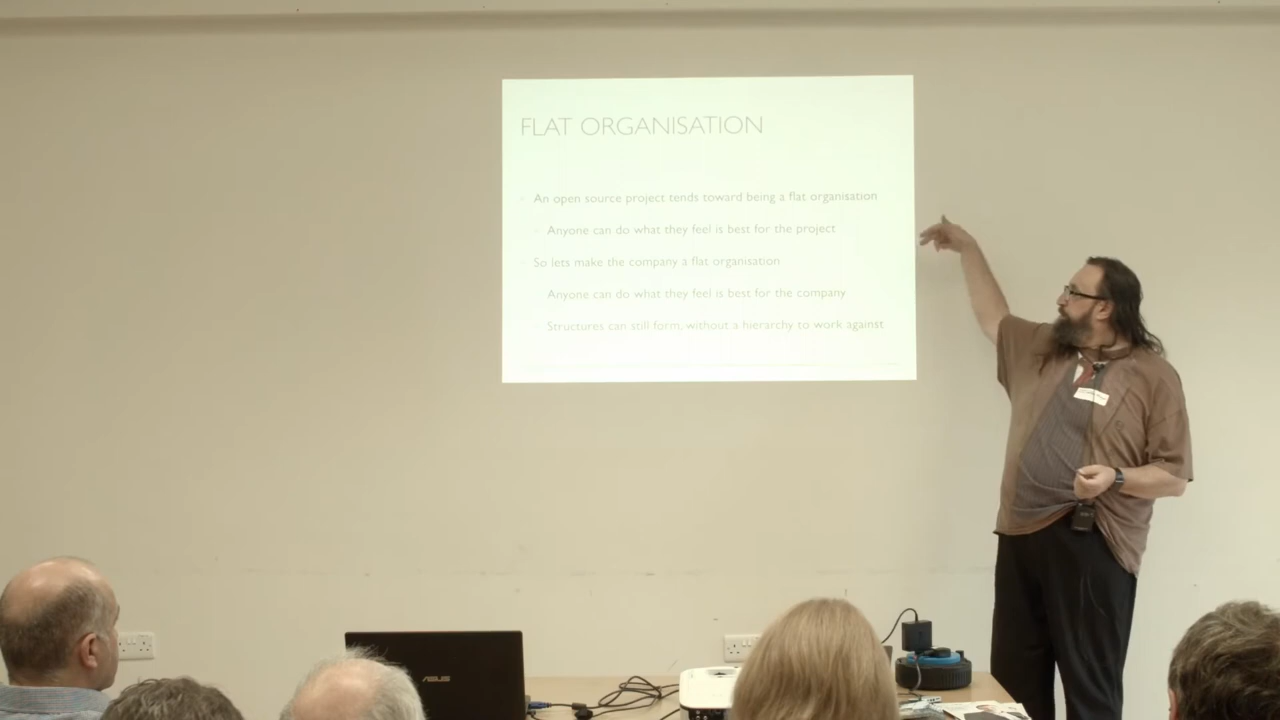 FLAT ORGANISATION
An open source project tends toward being a flat organisation
Anyone can do what they feel is best for the project
So lets make the company a flat organisation
Anyone can do what they feel is best for the company
Structures can still form, without a hierarchy to work against
ASUS